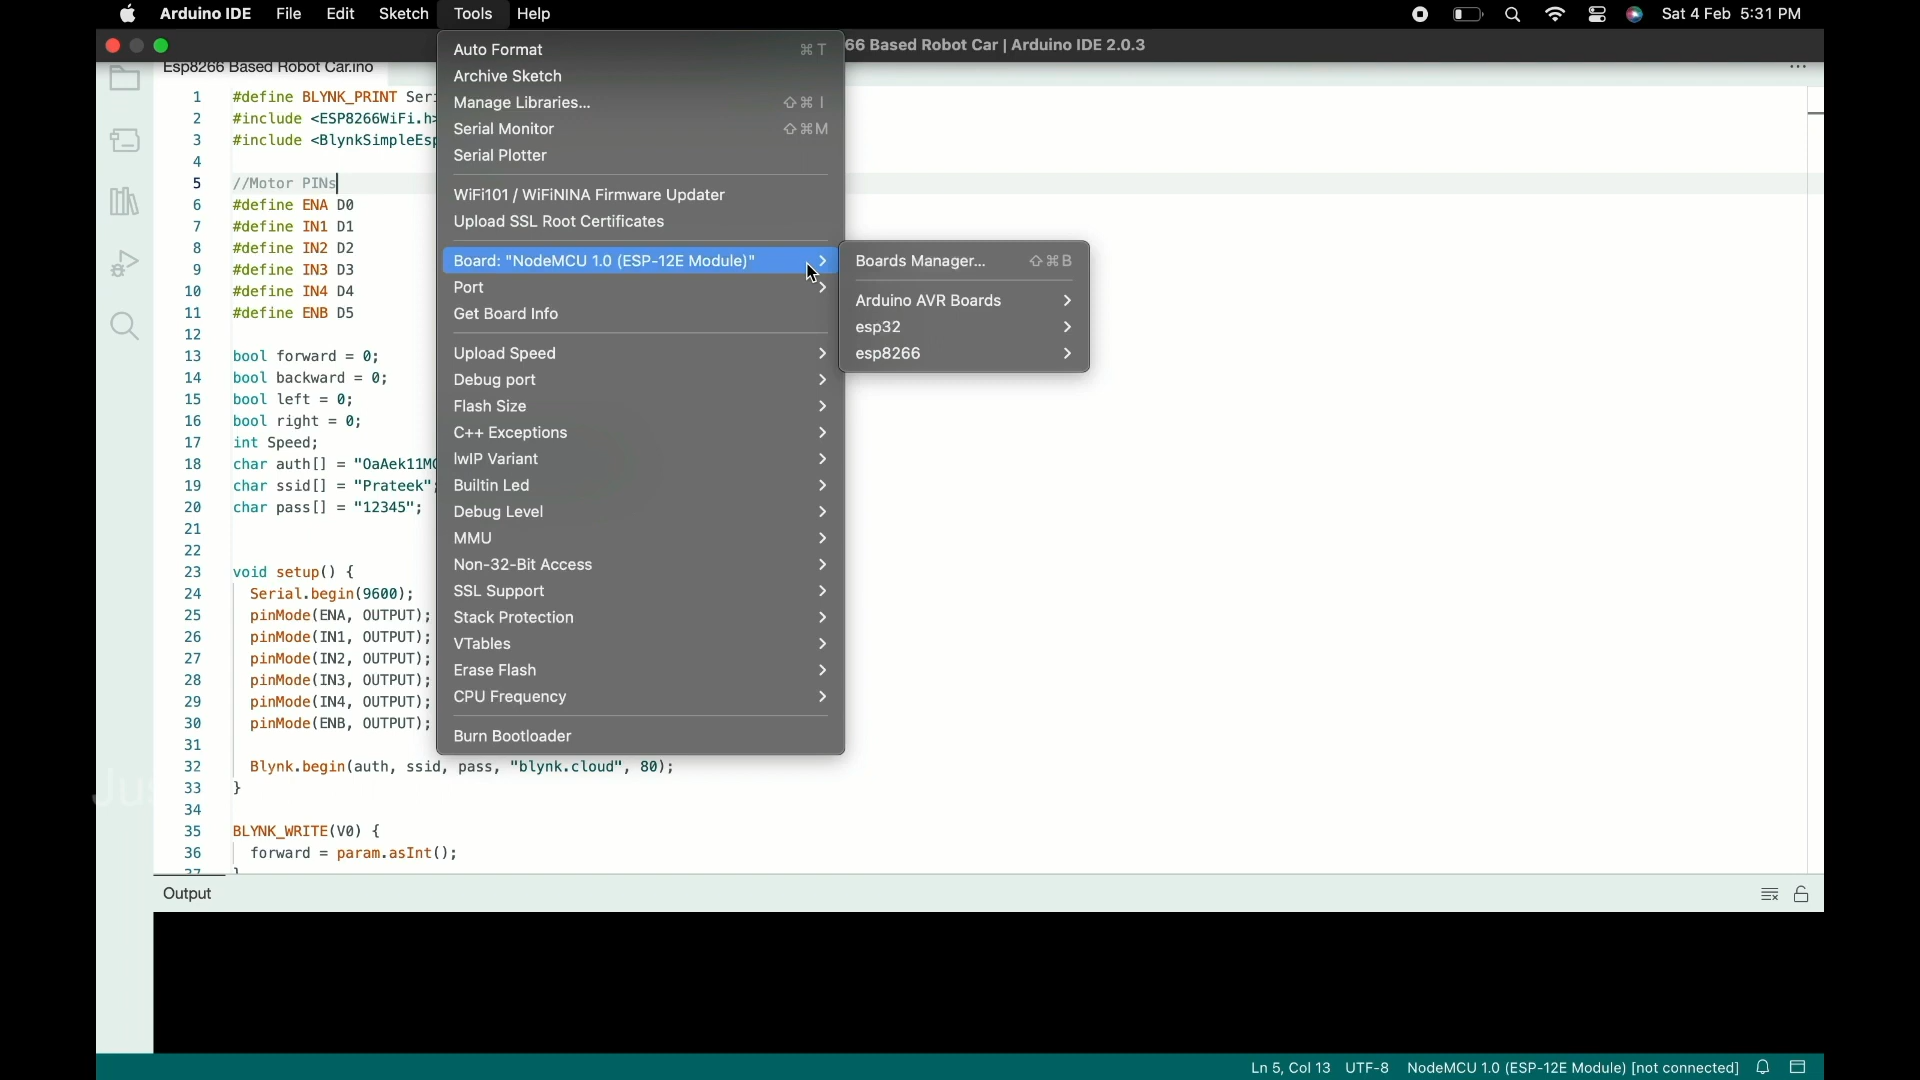 Arduino IDE File Edit Sketch Tools Help Sat 4 Feb 5:31 PM
66 Based Robot Car | Arduino IDE 2.0.3
Esp8266 Based Robot Car.ino ...
1 #define BLYNK_PRINT
2 #include <ESP8266WiFi.h>
3 #include
4
5 //Motor PINs
6 #define ENA D0
7 #define IN1 D1
8 #define IN2 D2
9 #define IN3 D3
10 #define IN4 D4
11 #define ENB D5
12
13 bool forward = 0;
14 bool backward = 0;
15 bool left = 0;
16 bool right = 0;
17 int Speed;
18 char auth[] = "OaAek11M
19 char ssid[] = "Prateek";
20 char pass[] = "12345";
21
22
23 void setup() {
24 Serial.begin(9600);
25 pinMode(ENA, OUTPUT);
26 pinMode(IN1, OUTPUT);
27 pinMode(IN2, OUTPUT);
28 pinMode(IN3, OUTPUT);
29 pinMode(IN4, OUTPUT);
30 pinMode(ENB, OUTPUT);
31
32 Blynk.begin(auth, ssid, pass, "blynk.cloud", 80);
33 }
34
35 BLYNK_WRITE(V0) {
36 forward = param.asInt();
37 }
Auto Format ⌘ T
Archive Sketch
Manage Libraries... ⇧⌘ I
Serial Monitor ⇧⌘M
Serial Plotter
WiFi101 / WiFiNINA Firmware Updater
Upload SSL Root Certificates
Board: "NodeMCU 1.0 (ESP-12E Module)" >
Port >
Get Board Info
Upload Speed >
Debug port >
Flash Size >
C++ Exceptions >
lwIP Variant >
Builtin Led >
Debug Level >
MMU >
Non-32-Bit Access >
SSL Support >
Stack Protection >
VTables >
Erase Flash >
CPU Frequency >
Burn Bootloader
Boards Manager... ⇧⌘B
Arduino AVR Boards >
esp32 >
esp8266 >
Output
Ln 5, Col 13 UTF-8 NodeMCU 1.0 (ESP-12E Module) [not connected]